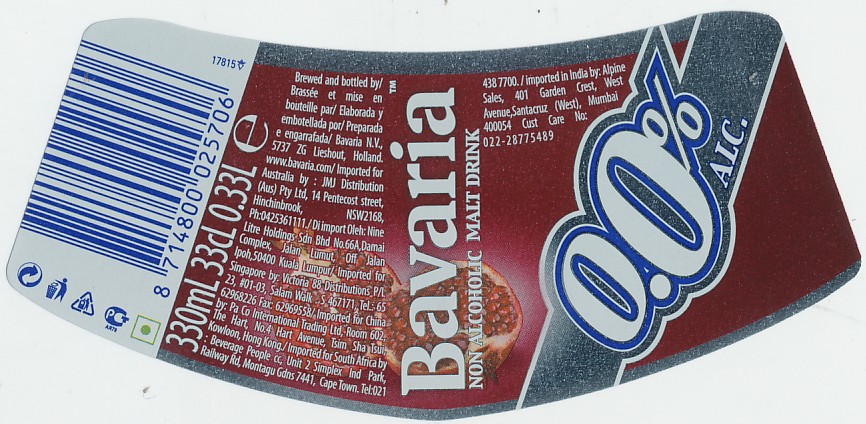 17815
8 714800 025706
330mL 33cL 0.33L e
Brewed and bottled by/
Brassée et mise en
bouteille par/ Elaborada y
embotellada por/ Preparada
e engarrafada/ Bavaria N.V.,
5737 ZG Lieshout, Holland.
www.bavaria.com/ Imported for
Australia by : JMJ Distribution
(Aus) Pty Ltd, 14 Pentecost street,
Hinchinbrook, NSW2168,
Ph:0425361111./Di import Oleh: Nine
Litre Holdings Sdn Bhd No.66A,Damai
Complex, Jalan Lumut, Off Jalan
Ipoh,50400 Kuala Lumpur/ Imported for
Singapore by: Victoria 88 Distributions P/L
23, #01-03, Salam Walk S 467171, Tel.: 65
62968226 Fax: 62969558/,Imported for China
by: Pa Co International Trading Ltd, Room 602,
The Hart, No.4 Hart Avenue, Tsim Sha Tsui
Kowloon, Hong Kong./ Imported for South Africa by
: Beverage People cc, Unit 2 Simplex Ind Park,
Railway Rd, Montagu Gdns 7441, Cape Town. Tel:021
Bavaria™
NON ALCOHOLIC MALT DRINK
438 7700. / imported in India by: Alpine
Sales, 401 Garden Crest, West
Avenue,Santacruz (West), Mumbai
400054 Cust Care No:
022-28775489
0.0%
ALC.